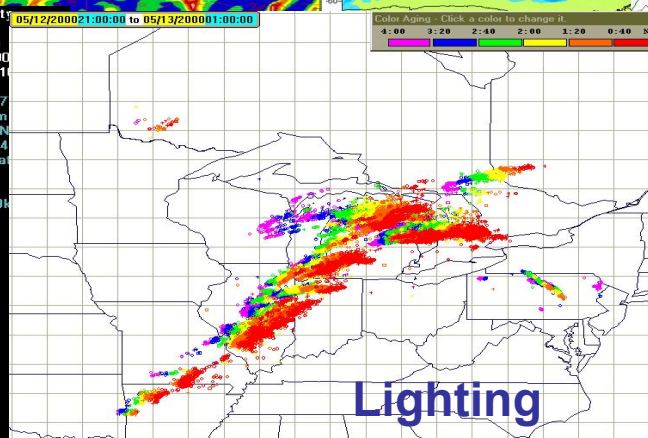 05/12/2000 21:00:00 to 05/13/2000 01:00:00
Color Aging - Click a color to change it.
4:00 3:20 2:40 2:00 1:20 0:40
Lighting